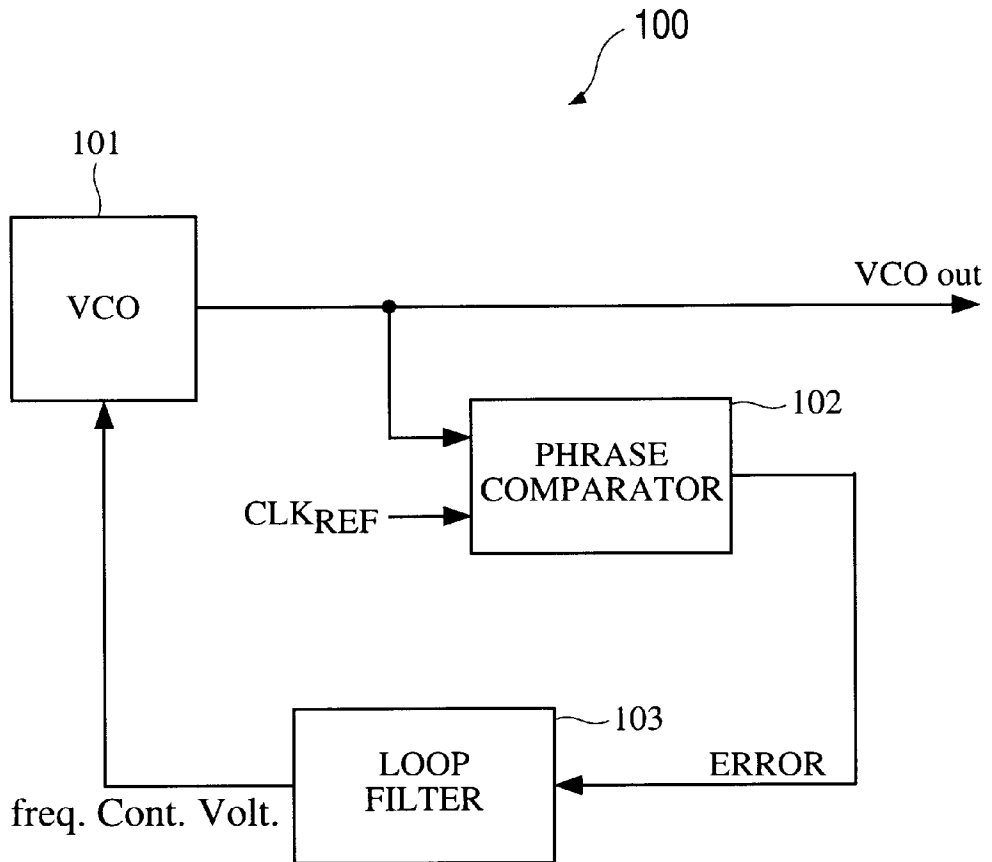 100
101
VCO
VCO out
102
PHRASE
COMPARATOR
CLKREF
103
LOOP
FILTER
ERROR
freq. Cont. Volt.